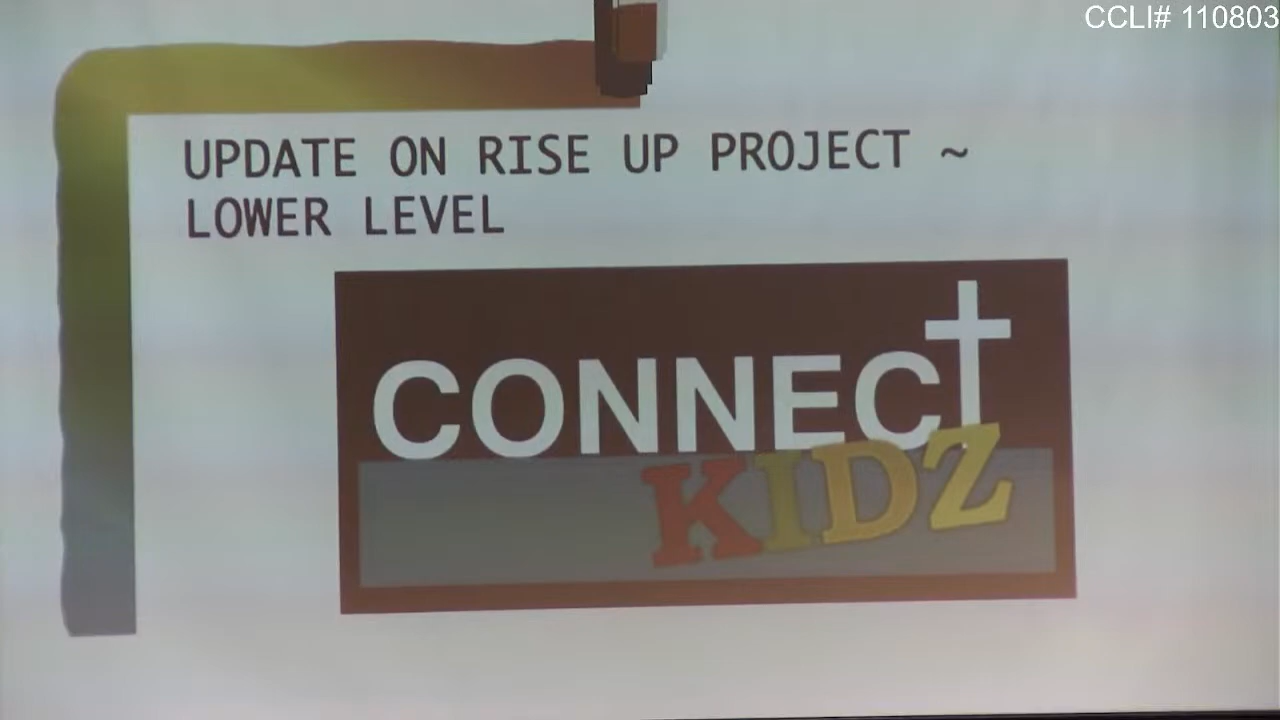 CCLI# 110803
UPDATE ON RISE UP PROJECT ~
LOWER LEVEL
CONNECT
KIDZ